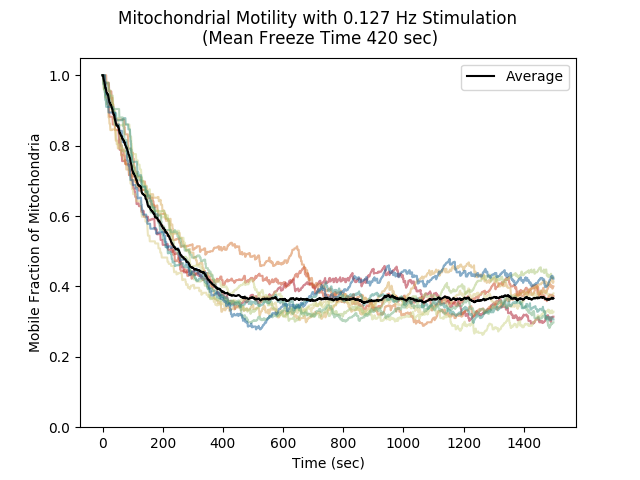 Mitochondrial Motility with 0.127 Hz Stimulation
(Mean Freeze Time 420 sec)
Average
Mobile Fraction of Mitochondria
1.0
0.8
0.6
0.4
0.2
0.0
0 200 400 600 800 1000 1200 1400
Time (sec)